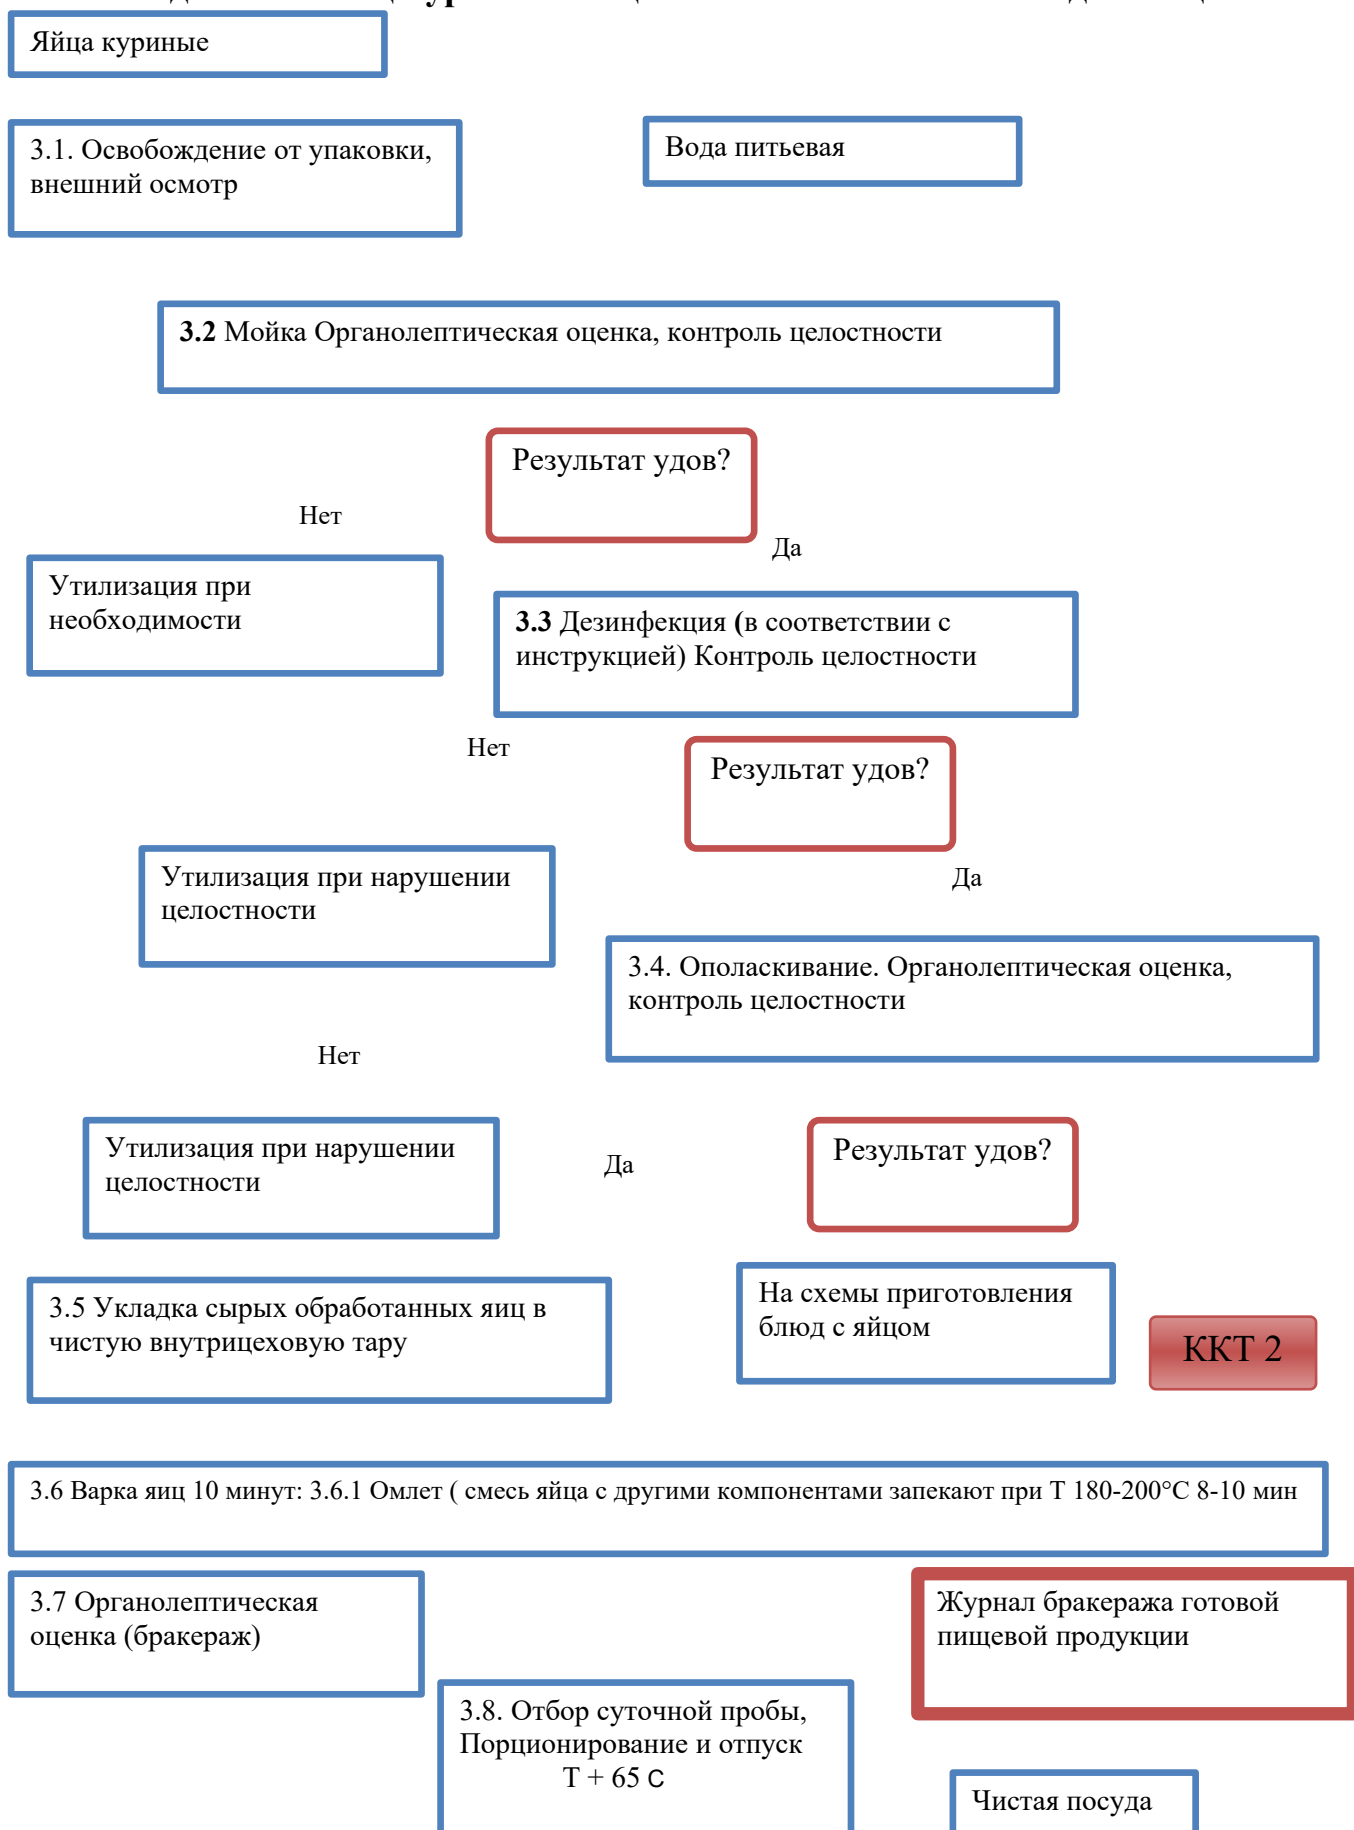 Яйца куриные
3.1. Освобождение от упаковки,
внешний осмотр
Вода питьевая
3.2 Мойка Органолептическая оценка, контроль целостности
Результат удов?
Нет
Да
Утилизация при
необходимости
3.3 Дезинфекция (в соответствии с
инструкцией) Контроль целостности
Нет
Результат удов?
Утилизация при нарушении
целостности
Да
3.4. Ополаскивание. Органолептическая оценка,
контроль целостности
Нет
Утилизация при нарушении
целостности
Да
Результат удов?
3.5 Укладка сырых обработанных яиц в
чистую внутрицеховую тару
На схемы приготовления
блюд с яйцом
ККТ 2
3.6 Варка яиц 10 минут: 3.6.1 Омлет ( смесь яйца с другими компонентами запекают при Т 180-200°С 8-10 мин
3.7 Органолептическая
оценка (бракераж)
Журнал бракеража готовой
пищевой продукции
3.8. Отбор суточной пробы,
Порционирование и отпуск
Т + 65 С
Чистая посуда